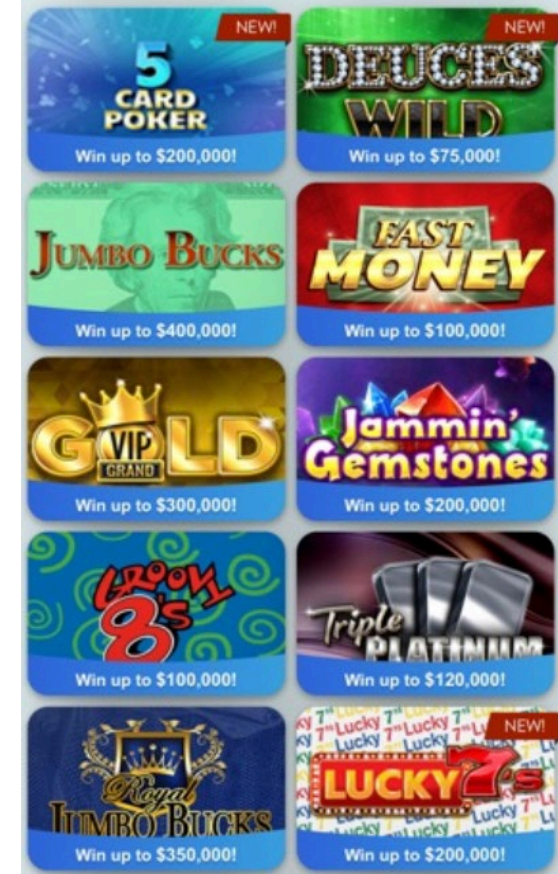 NEW!
5
CARD
POKER
Win up to $200,000!
NEW!
DEUCES
WILD
Win up to $75,000!
JUMBO BUCKS
Win up to $400,000!
FAST
MONEY
Win up to $100,000!
GOLD
VIP
GRAND
Win up to $300,000!
Jammin'
Gemstones
Win up to $200,000!
GROOVY
8's
Win up to $100,000!
Triple
PLATINUM
Win up to $120,000!
Royal
JUMBO BUCKS
Win up to $350,000!
NEW!
LUCKY 7's
Win up to $200,000!